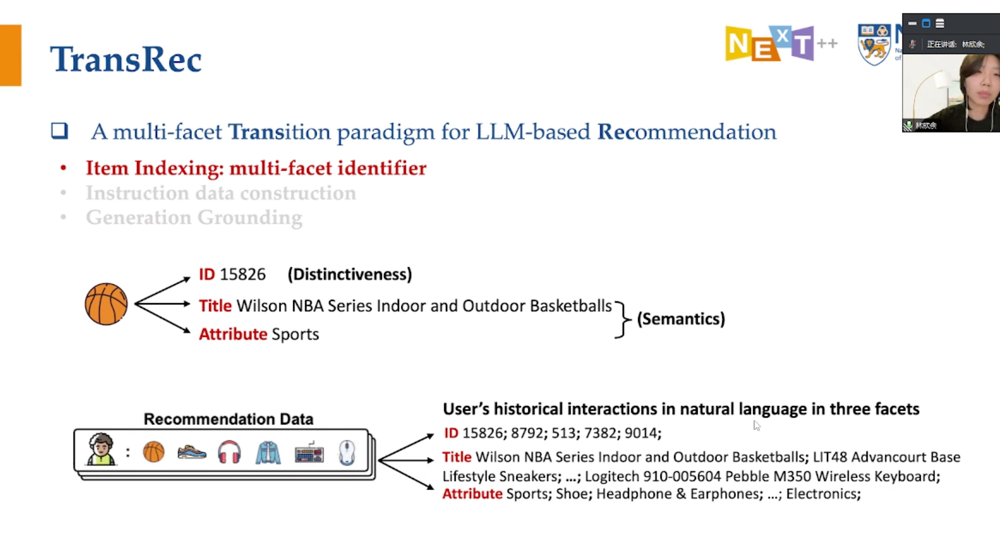 TransRec
NExT++
N
Na
of
正在讲话: 林欣余;
林欣余
A multi-facet Transition paradigm for LLM-based Recommendation
• Item Indexing: multi-facet identifier
• Instruction data construction
• Generation Grounding
ID 15826 (Distinctiveness)
Title Wilson NBA Series Indoor and Outdoor Basketballs
(Semantics)
Attribute Sports
Recommendation Data
:
User’s historical interactions in natural language in three facets
ID 15826; 8792; 513; 7382; 9014;
Title Wilson NBA Series Indoor and Outdoor Basketballs; LIT48 Advancourt Base
Lifestyle Sneakers; ...; Logitech 910-005604 Pebble M350 Wireless Keyboard;
Attribute Sports; Shoe; Headphone & Earphones; ...; Electronics;